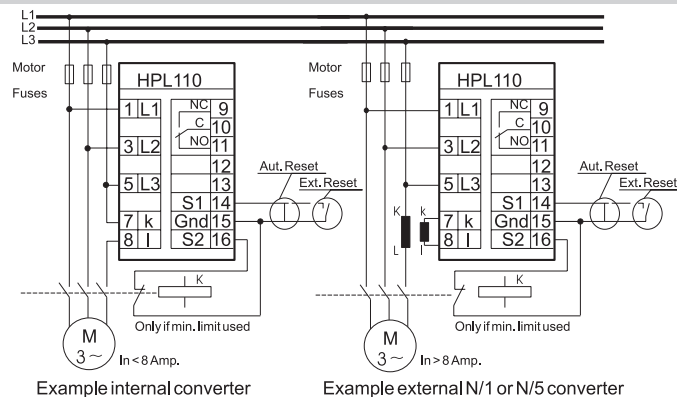 L1
L2
L3
Motor
Fuses
HPL110
1 L1
3 L2
5 L3
7 k
8 l
NC 9
C 10
NO 11
12
13
S1 14
Gnd 15
S2 16
Aut. Reset
Ext. Reset
K
Only if min. limit used
M
3~
In < 8 Amp.
Example internal converter
Motor
Fuses
HPL110
1 L1
3 L2
5 L3
7 k
8 l
NC 9
C 10
NO 11
12
13
S1 14
Gnd 15
S2 16
Aut. Reset
Ext. Reset
K
L
k
l
K
Only if min. limit used
M
3~
In > 8 Amp.
Example external N/1 or N/5 converter